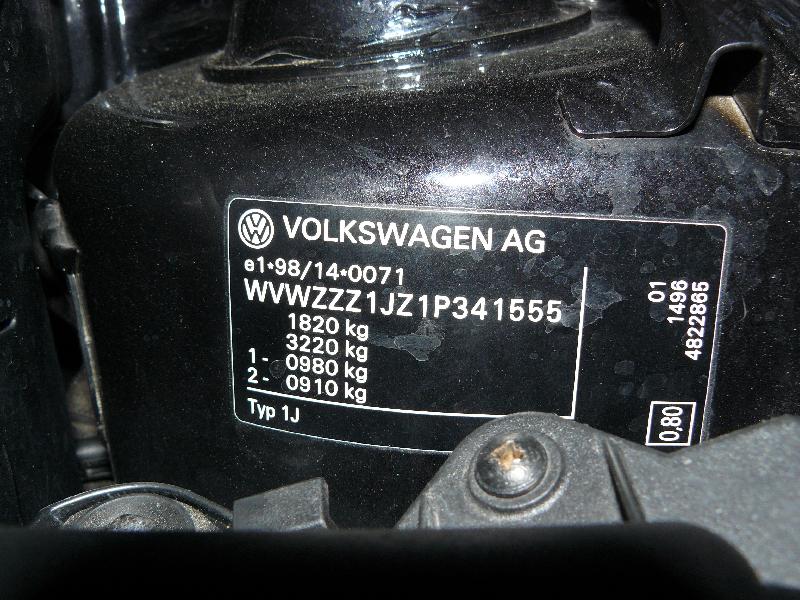 VOLKSWAGEN AG
e1*98/14*0071
WVWZZZ1JZ1P341555
1820 kg
3220 kg
1- 0980 kg
2- 0910 kg
Typ 1J
01
1496
4822865
0,80